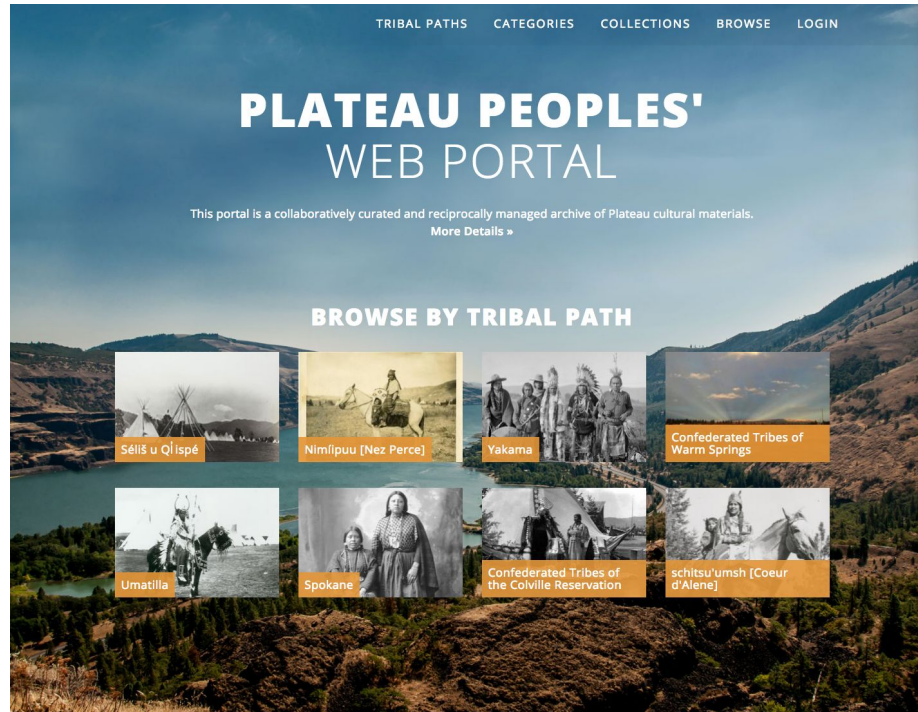 TRIBAL PATHS CATEGORIES COLLECTIONS BROWSE LOGIN
PLATEAU PEOPLES'
WEB PORTAL
This portal is a collaboratively curated and reciprocally managed archive of Plateau cultural materials.
More Details »
BROWSE BY TRIBAL PATH
Séliš u Ql̓ispé
Nimíipuu [Nez Perce]
Yakama
Confederated Tribes of
Warm Springs
Umatilla
Spokane
Confederated Tribes of
the Colville Reservation
schitsu'umsh [Coeur
d'Alene]